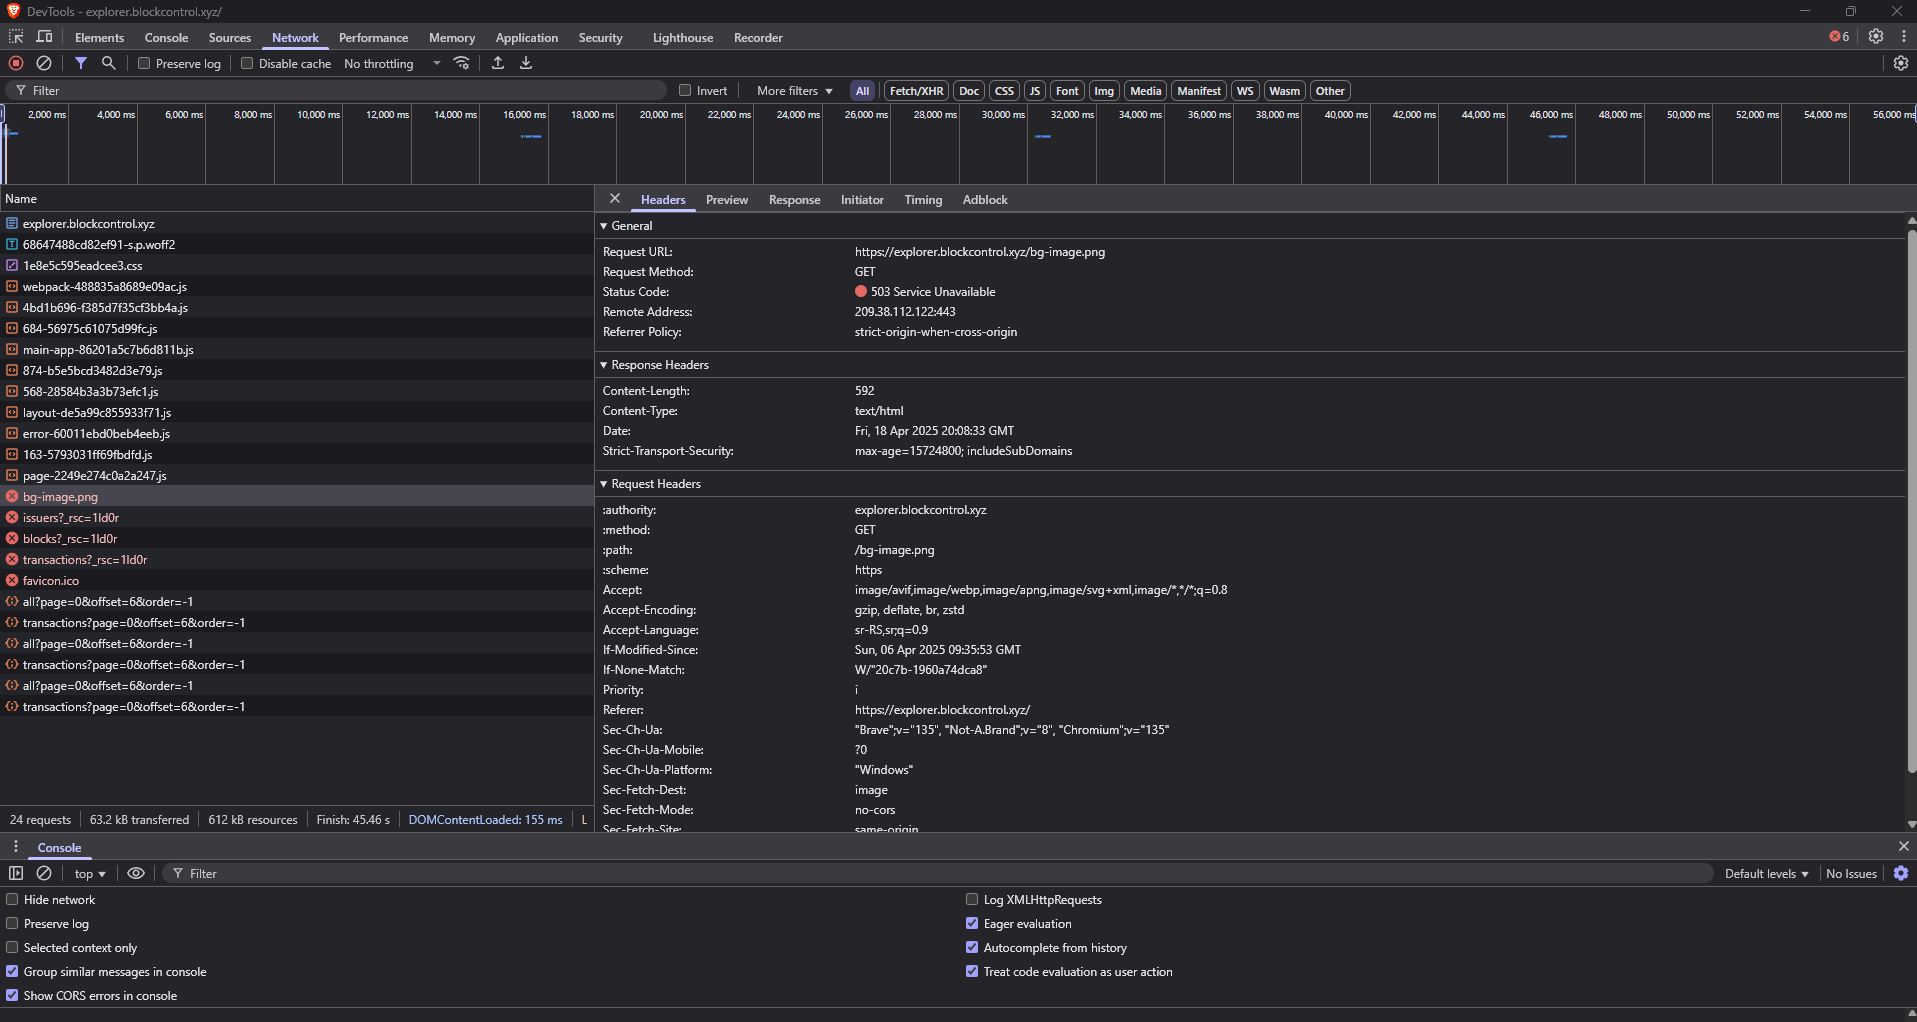 DevTools - explorer.blockcontrol.xyz/
Elements Console Sources Network Performance Memory Application Security Lighthouse Recorder 6
Preserve log Disable cache No throttling
Filter Invert More filters All Fetch/XHR Doc CSS JS Font Img Media Manifest WS Wasm Other
2,000 ms 4,000 ms 6,000 ms 8,000 ms 10,000 ms 12,000 ms 14,000 ms 16,000 ms 18,000 ms 20,000 ms 22,000 ms 24,000 ms 26,000 ms 28,000 ms 30,000 ms 32,000 ms 34,000 ms 36,000 ms 38,000 ms 40,000 ms 42,000 ms 44,000 ms 46,000 ms 48,000 ms 50,000 ms 52,000 ms 54,000 ms 56,000 ms
Name
explorer.blockcontrol.xyz
68647488cd82ef91-s.p.woff2
1e8e5c595eadcee3.css
webpack-488835a8689e09ac.js
4bd1b696-f385d7f35cf3bb4a.js
684-56975c61075d99fc.js
main-app-86201a5c7b6d811b.js
874-b5e5bcd3482d3e79.js
568-28584b3a3b73efc1.js
layout-de5a99c855933f71.js
error-60011ebd0beb4eeb.js
163-5793031ff69fbdfd.js
page-2249e274c0a2a247.js
bg-image.png
issuers?_rsc=1ld0r
blocks?_rsc=1ld0r
transactions?_rsc=1ld0r
favicon.ico
all?page=0&offset=6&order=-1
transactions?page=0&offset=6&order=-1
all?page=0&offset=6&order=-1
transactions?page=0&offset=6&order=-1
all?page=0&offset=6&order=-1
transactions?page=0&offset=6&order=-1
24 requests 63.2 kB transferred 612 kB resources Finish: 45.46 s DOMContentLoaded: 155 ms L
Headers Preview Response Initiator Timing Adblock
General
Request URL: https://explorer.blockcontrol.xyz/bg-image.png
Request Method: GET
Status Code: 503 Service Unavailable
Remote Address: 209.38.112.122:443
Referrer Policy: strict-origin-when-cross-origin
Response Headers
Content-Length: 592
Content-Type: text/html
Date: Fri, 18 Apr 2025 20:08:33 GMT
Strict-Transport-Security: max-age=15724800; includeSubDomains
Request Headers
:authority: explorer.blockcontrol.xyz
:method: GET
:path: /bg-image.png
:scheme: https
Accept: image/avif,image/webp,image/apng,image/svg+xml,image/*,*/*;q=0.8
Accept-Encoding: gzip, deflate, br, zstd
Accept-Language: sr-RS,sr;q=0.9
If-Modified-Since: Sun, 06 Apr 2025 09:35:53 GMT
If-None-Match: W/"20c7b-1960a74dca8"
Priority: i
Referer: https://explorer.blockcontrol.xyz/
Sec-Ch-Ua: "Brave";v="135", "Not-A.Brand";v="8", "Chromium";v="135"
Sec-Ch-Ua-Mobile: ?0
Sec-Ch-Ua-Platform: "Windows"
Sec-Fetch-Dest: image
Sec-Fetch-Mode: no-cors
Sec-Fetch-Site: same-origin
Console
top Filter Default levels No Issues
Hide network
Preserve log
Selected context only
Group similar messages in console
Show CORS errors in console
Log XMLHttpRequests
Eager evaluation
Autocomplete from history
Treat code evaluation as user action